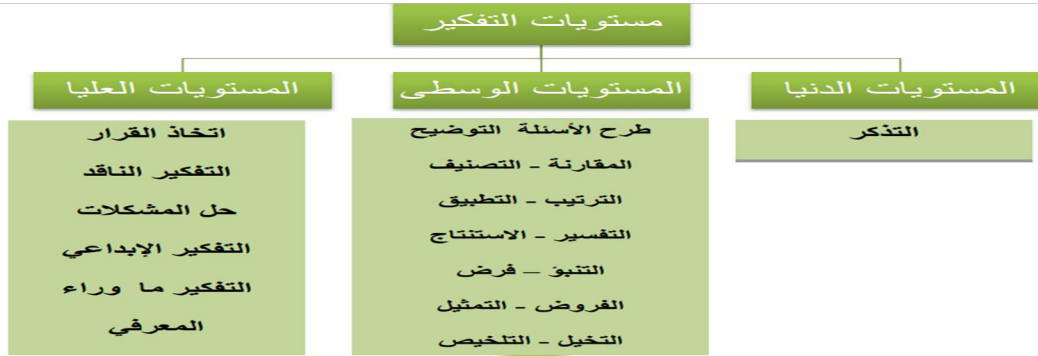 مستويات التفكير
المستويات الدنيا
التذكر
المستويات الوسطى
طرح الأسئلة التوضيح
المقارنة – التصنيف
الترتيب – التطبيق
التفسير – الاستنتاج
التنبؤ – فرض
الفروض – التمثيل
التخيل – التلخيص
المستويات العليا
اتخاذ القرار
التفكير الناقد
حل المشكلات
التفكير الإبداعي
التفكير ما وراء
المعرفي